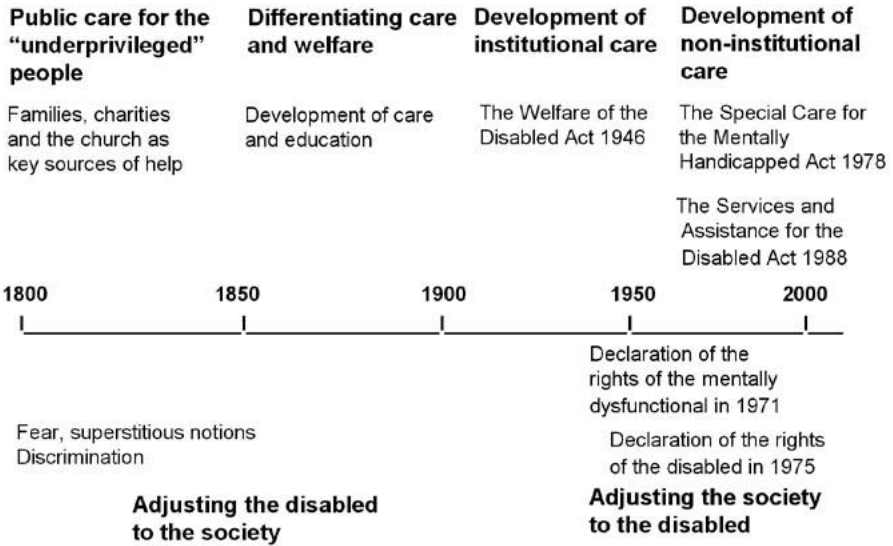 Public care for the
“underprivileged”
people
Families, charities
and the church as
key sources of help
Differentiating care
and welfare
Development of care
and education
Development of
institutional care
The Welfare of the
Disabled Act 1946
Development of
non-institutional
care
The Special Care for
the Mentally
Handicapped Act 1978
The Services and
Assistance for the
Disabled Act 1988
1800 1850 1900 1950 2000
Fear, superstitious notions
Discrimination
Adjusting the disabled
to the society
Declaration of the
rights of the mentally
dysfunctional in 1971
Declaration of the rights
of the disabled in 1975
Adjusting the society
to the disabled